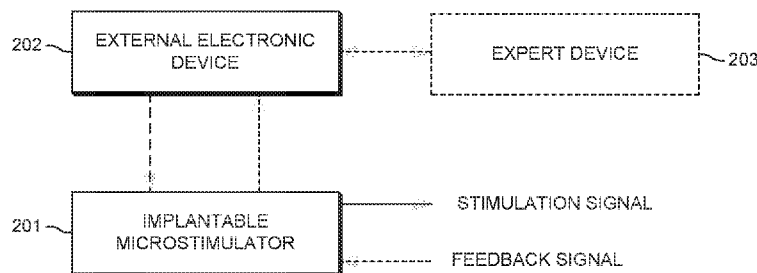 202
EXTERNAL ELECTRONIC
DEVICE
EXPERT DEVICE
203
201
IMPLANTABLE
MICROSTIMULATOR
STIMULATION SIGNAL
FEEDBACK SIGNAL